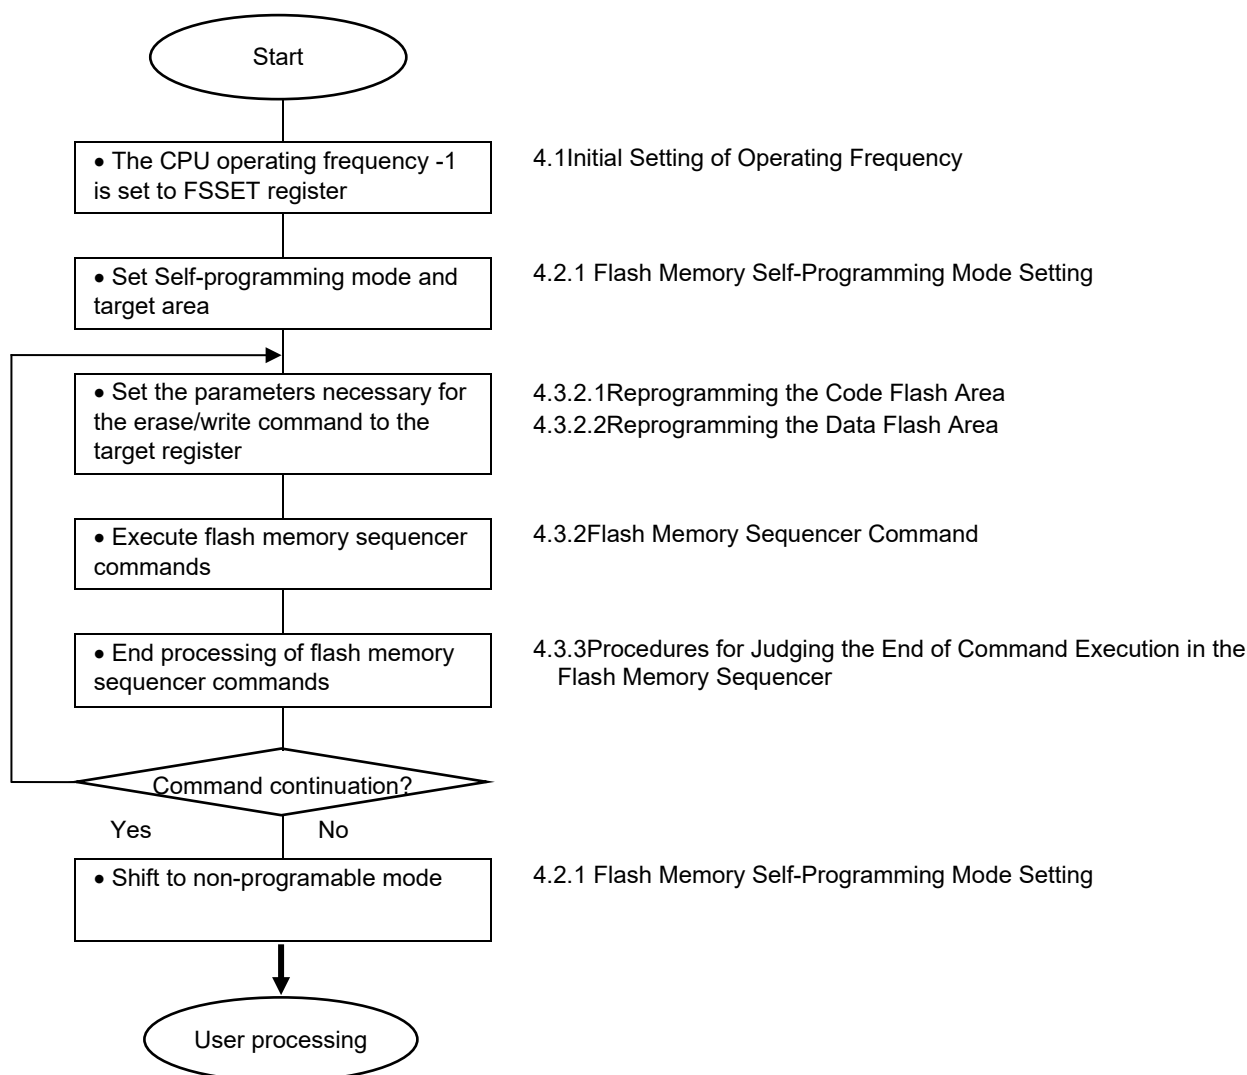 Start
• The CPU operating frequency -1
is set to FSSET register
4.1Initial Setting of Operating Frequency
• Set Self-programming mode and
target area
4.2.1 Flash Memory Self-Programming Mode Setting
• Set the parameters necessary for
the erase/write command to the
target register
4.3.2.1Reprogramming the Code Flash Area
4.3.2.2Reprogramming the Data Flash Area
• Execute flash memory sequencer
commands
4.3.2Flash Memory Sequencer Command
• End processing of flash memory
sequencer commands
4.3.3Procedures for Judging the End of Command Execution in the
Flash Memory Sequencer
Command continuation?
Yes
No
• Shift to non-programable mode
4.2.1 Flash Memory Self-Programming Mode Setting
User processing